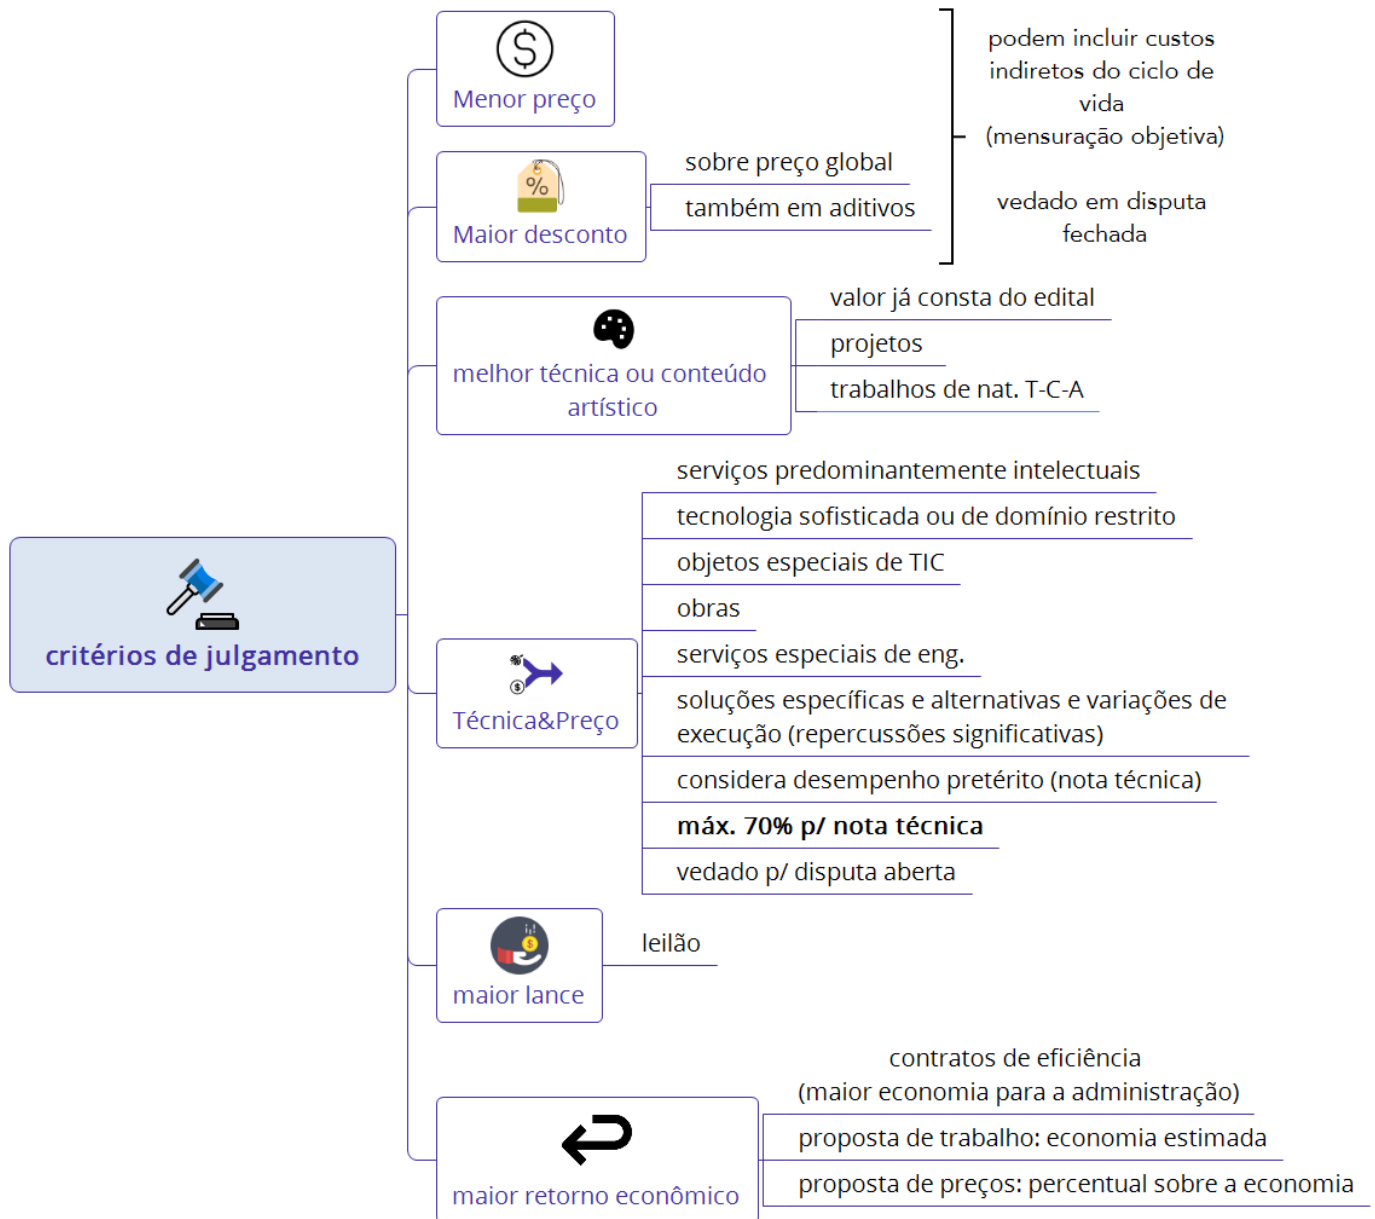 critérios de julgamento
$
Menor preço
%
Maior desconto
sobre preço global
também em aditivos
podem incluir custos
indiretos do ciclo de
vida
(mensuração objetiva)
vedado em disputa
fechada
melhor técnica ou conteúdo
artístico
valor já consta do edital
projetos
trabalhos de nat. T-C-A
$
Técnica&Preço
serviços predominantemente intelectuais
tecnologia sofisticada ou de domínio restrito
objetos especiais de TIC
obras
serviços especiais de eng.
soluções específicas e alternativas e variações de
execução (repercussões significativas)
considera desempenho pretérito (nota técnica)
máx. 70% p/ nota técnica
vedado p/ disputa aberta
$
maior lance
leilão
maior retorno econômico
contratos de eficiência
(maior economia para a administração)
proposta de trabalho: economia estimada
proposta de preços: percentual sobre a economia